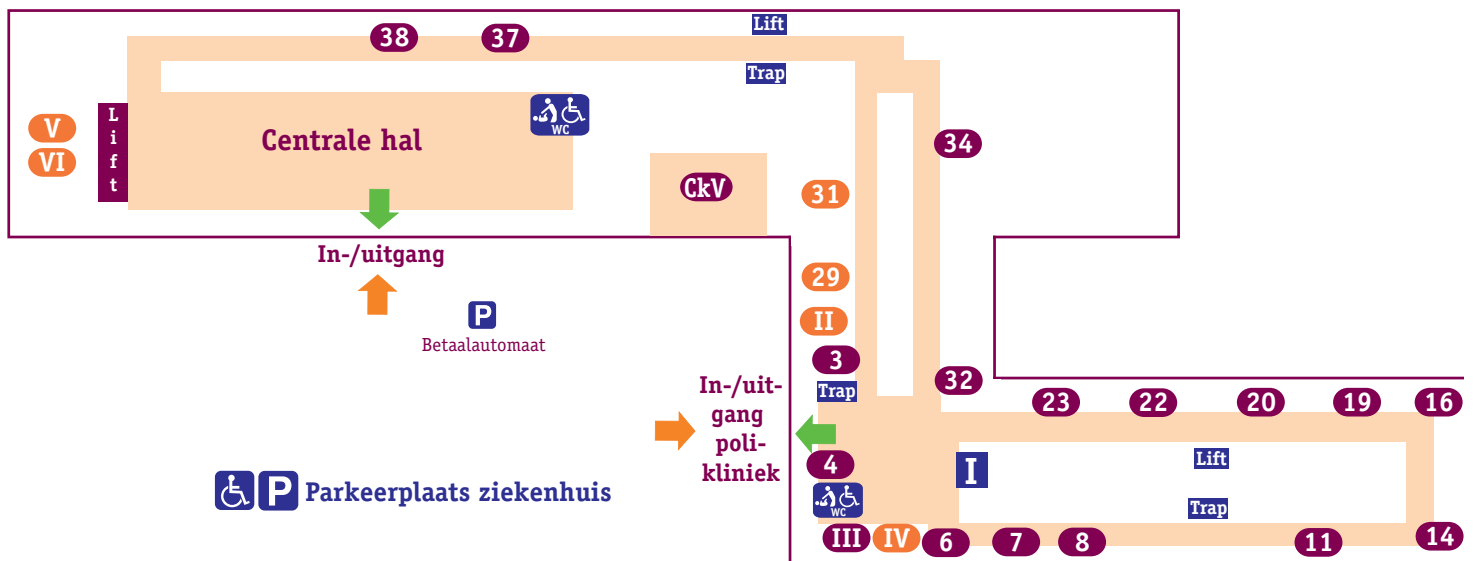 Lift
38
37
Trap
V
VI
Lift
Centrale hal
WC
34
CkV
31
In-/uitgang
29
P
II
Betaalautomaat
3
32
In-/uit-
gang
poli-
kliniek
Trap
23
22
20
19
16
4
I
Lift
P Parkeerplaats ziekenhuis
WC
Trap
III
IV
6
7
8
11
14